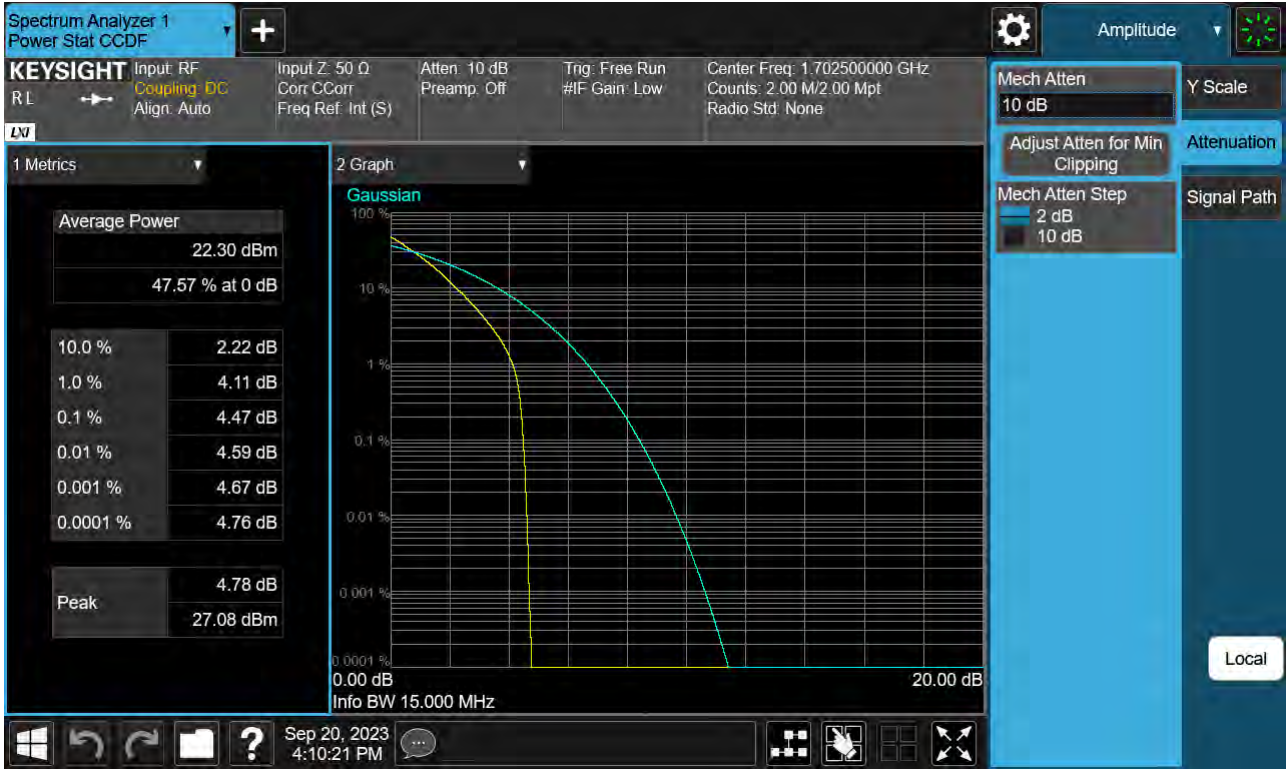 Spectrum Analyzer 1
Power Stat CCDF
+
Amplitude
KEYSIGHT
R L
LXI
Input: RF
Coupling: DC
Align: Auto
Input Z: 50 Ω
Corr CCorr
Freq Ref: Int (S)
Atten: 10 dB
Preamp: Off
Trig: Free Run
#IF Gain: Low
Center Freq: 1.702500000 GHz
Counts: 2.00 M/2.00 Mpt
Radio Std: None
Mech Atten
10 dB
Adjust Atten for Min
Clipping
Mech Atten Step
2 dB
10 dB
Y Scale
Attenuation
Signal Path
Local
1 Metrics
Average Power
22.30 dBm
47.57 % at 0 dB
10.0 % 2.22 dB
1.0 % 4.11 dB
0.1 % 4.47 dB
0.01 % 4.59 dB
0.001 % 4.67 dB
0.0001 % 4.76 dB
Peak
4.78 dB
27.08 dBm
2 Graph
Gaussian
100 %
10 %
1 %
0.1 %
0.01 %
0.001 %
0.0001 %
0.00 dB 20.00 dB
Info BW 15.000 MHz
?
Sep 20, 2023
4:10:21 PM